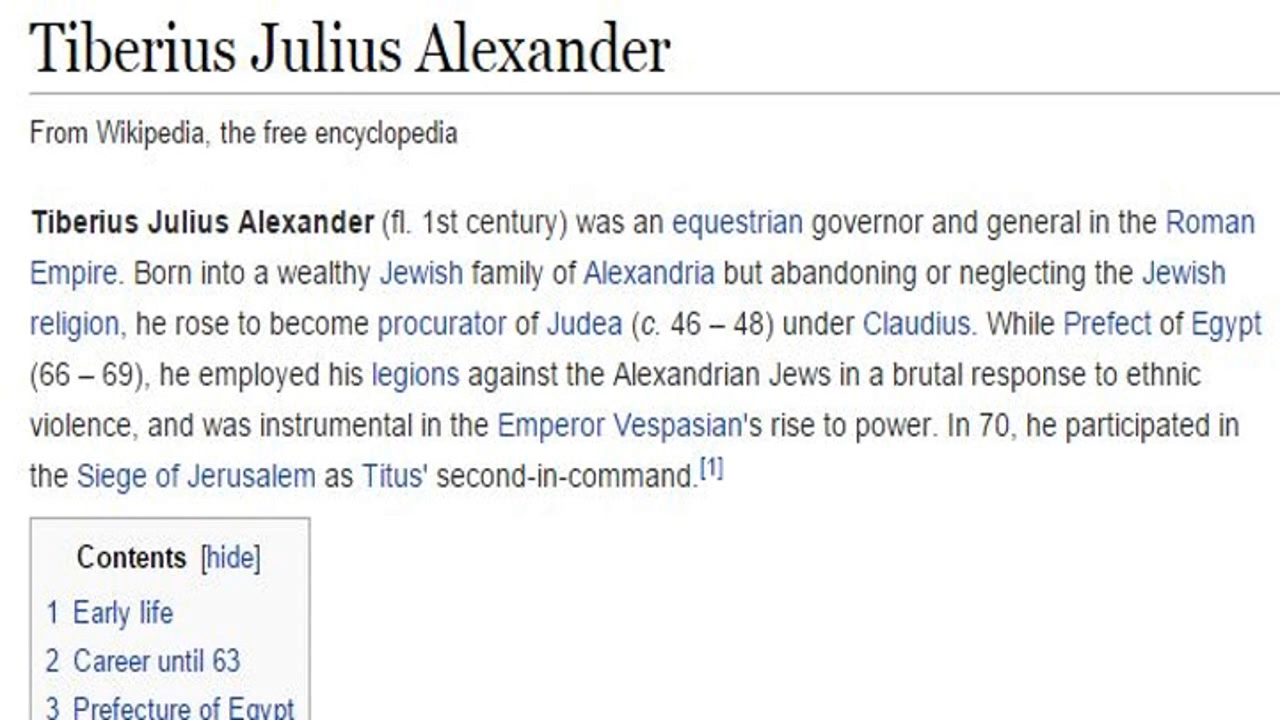 Tiberius Julius Alexander
From Wikipedia, the free encyclopedia
Tiberius Julius Alexander (fl. 1st century) was an equestrian governor and general in the Roman
Empire. Born into a wealthy Jewish family of Alexandria but abandoning or neglecting the Jewish
religion, he rose to become procurator of Judea (c. 46 – 48) under Claudius. While Prefect of Egypt
(66 – 69), he employed his legions against the Alexandrian Jews in a brutal response to ethnic
violence, and was instrumental in the Emperor Vespasian's rise to power. In 70, he participated in
the Siege of Jerusalem as Titus' second-in-command.[1]
Contents [hide]
1 Early life
2 Career until 63
3 Prefecture of Egypt